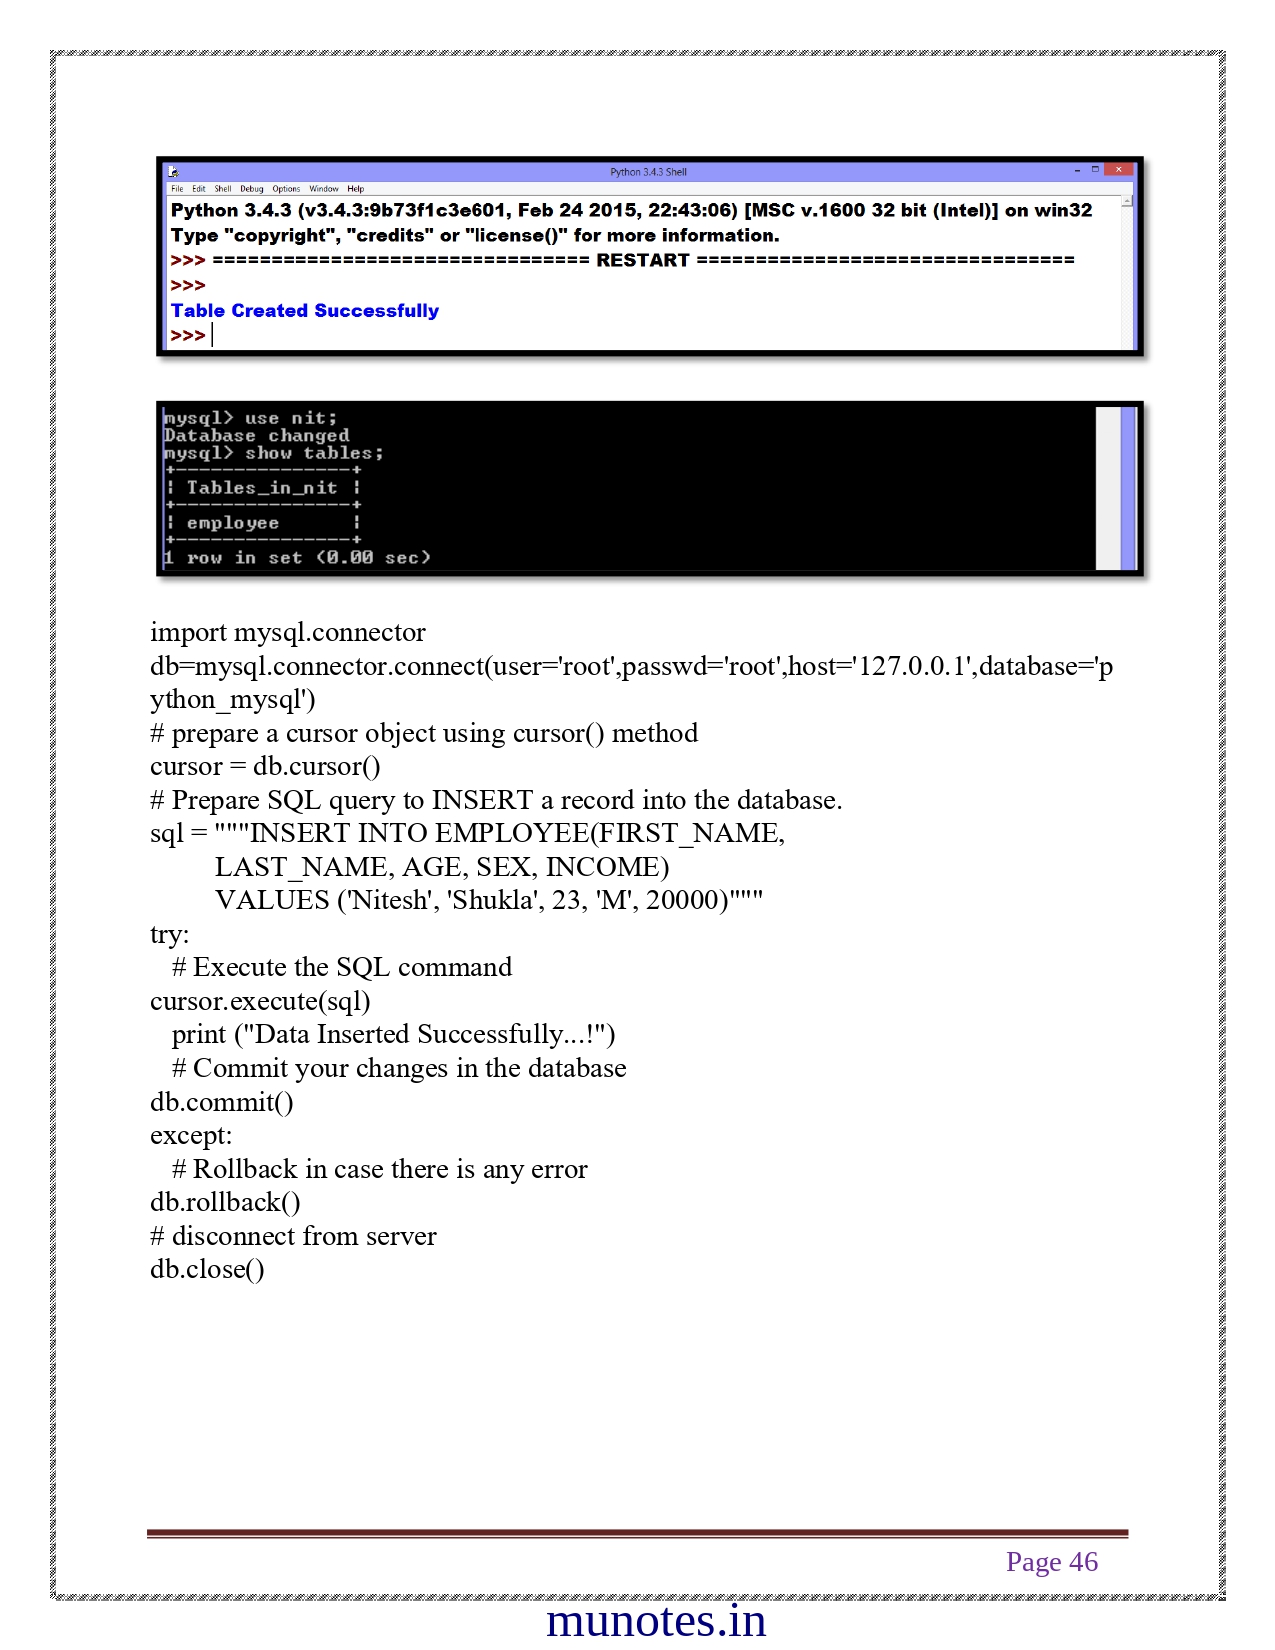 Python 3.4.3 Shell
File Edit Shell Debug Options Window Help
Python 3.4.3 (v3.4.3:9b73f1c3e601, Feb 24 2015, 22:43:06) [MSC v.1600 32 bit (Intel)] on win32
Type "copyright", "credits" or "license()" for more information.
>>> ================================ RESTART ================================
>>>
Table Created Successfully
>>>
mysql> use nit;
Database changed
mysql> show tables;
+---------------+
| Tables_in_nit |
+---------------+
| employee      |
+---------------+
1 row in set (0.00 sec)
import mysql.connector
db=mysql.connector.connect(user='root',passwd='root',host='127.0.0.1',database='p
ython_mysql')
# prepare a cursor object using cursor() method
cursor = db.cursor()
# Prepare SQL query to INSERT a record into the database.
sql = """INSERT INTO EMPLOYEE(FIRST_NAME,
LAST_NAME, AGE, SEX, INCOME)
VALUES ('Nitesh', 'Shukla', 23, 'M', 20000)"""
try:
# Execute the SQL command
cursor.execute(sql)
print ("Data Inserted Successfully...!")
# Commit your changes in the database
db.commit()
except:
# Rollback in case there is any error
db.rollback()
# disconnect from server
db.close()
Page 46
munotes.in